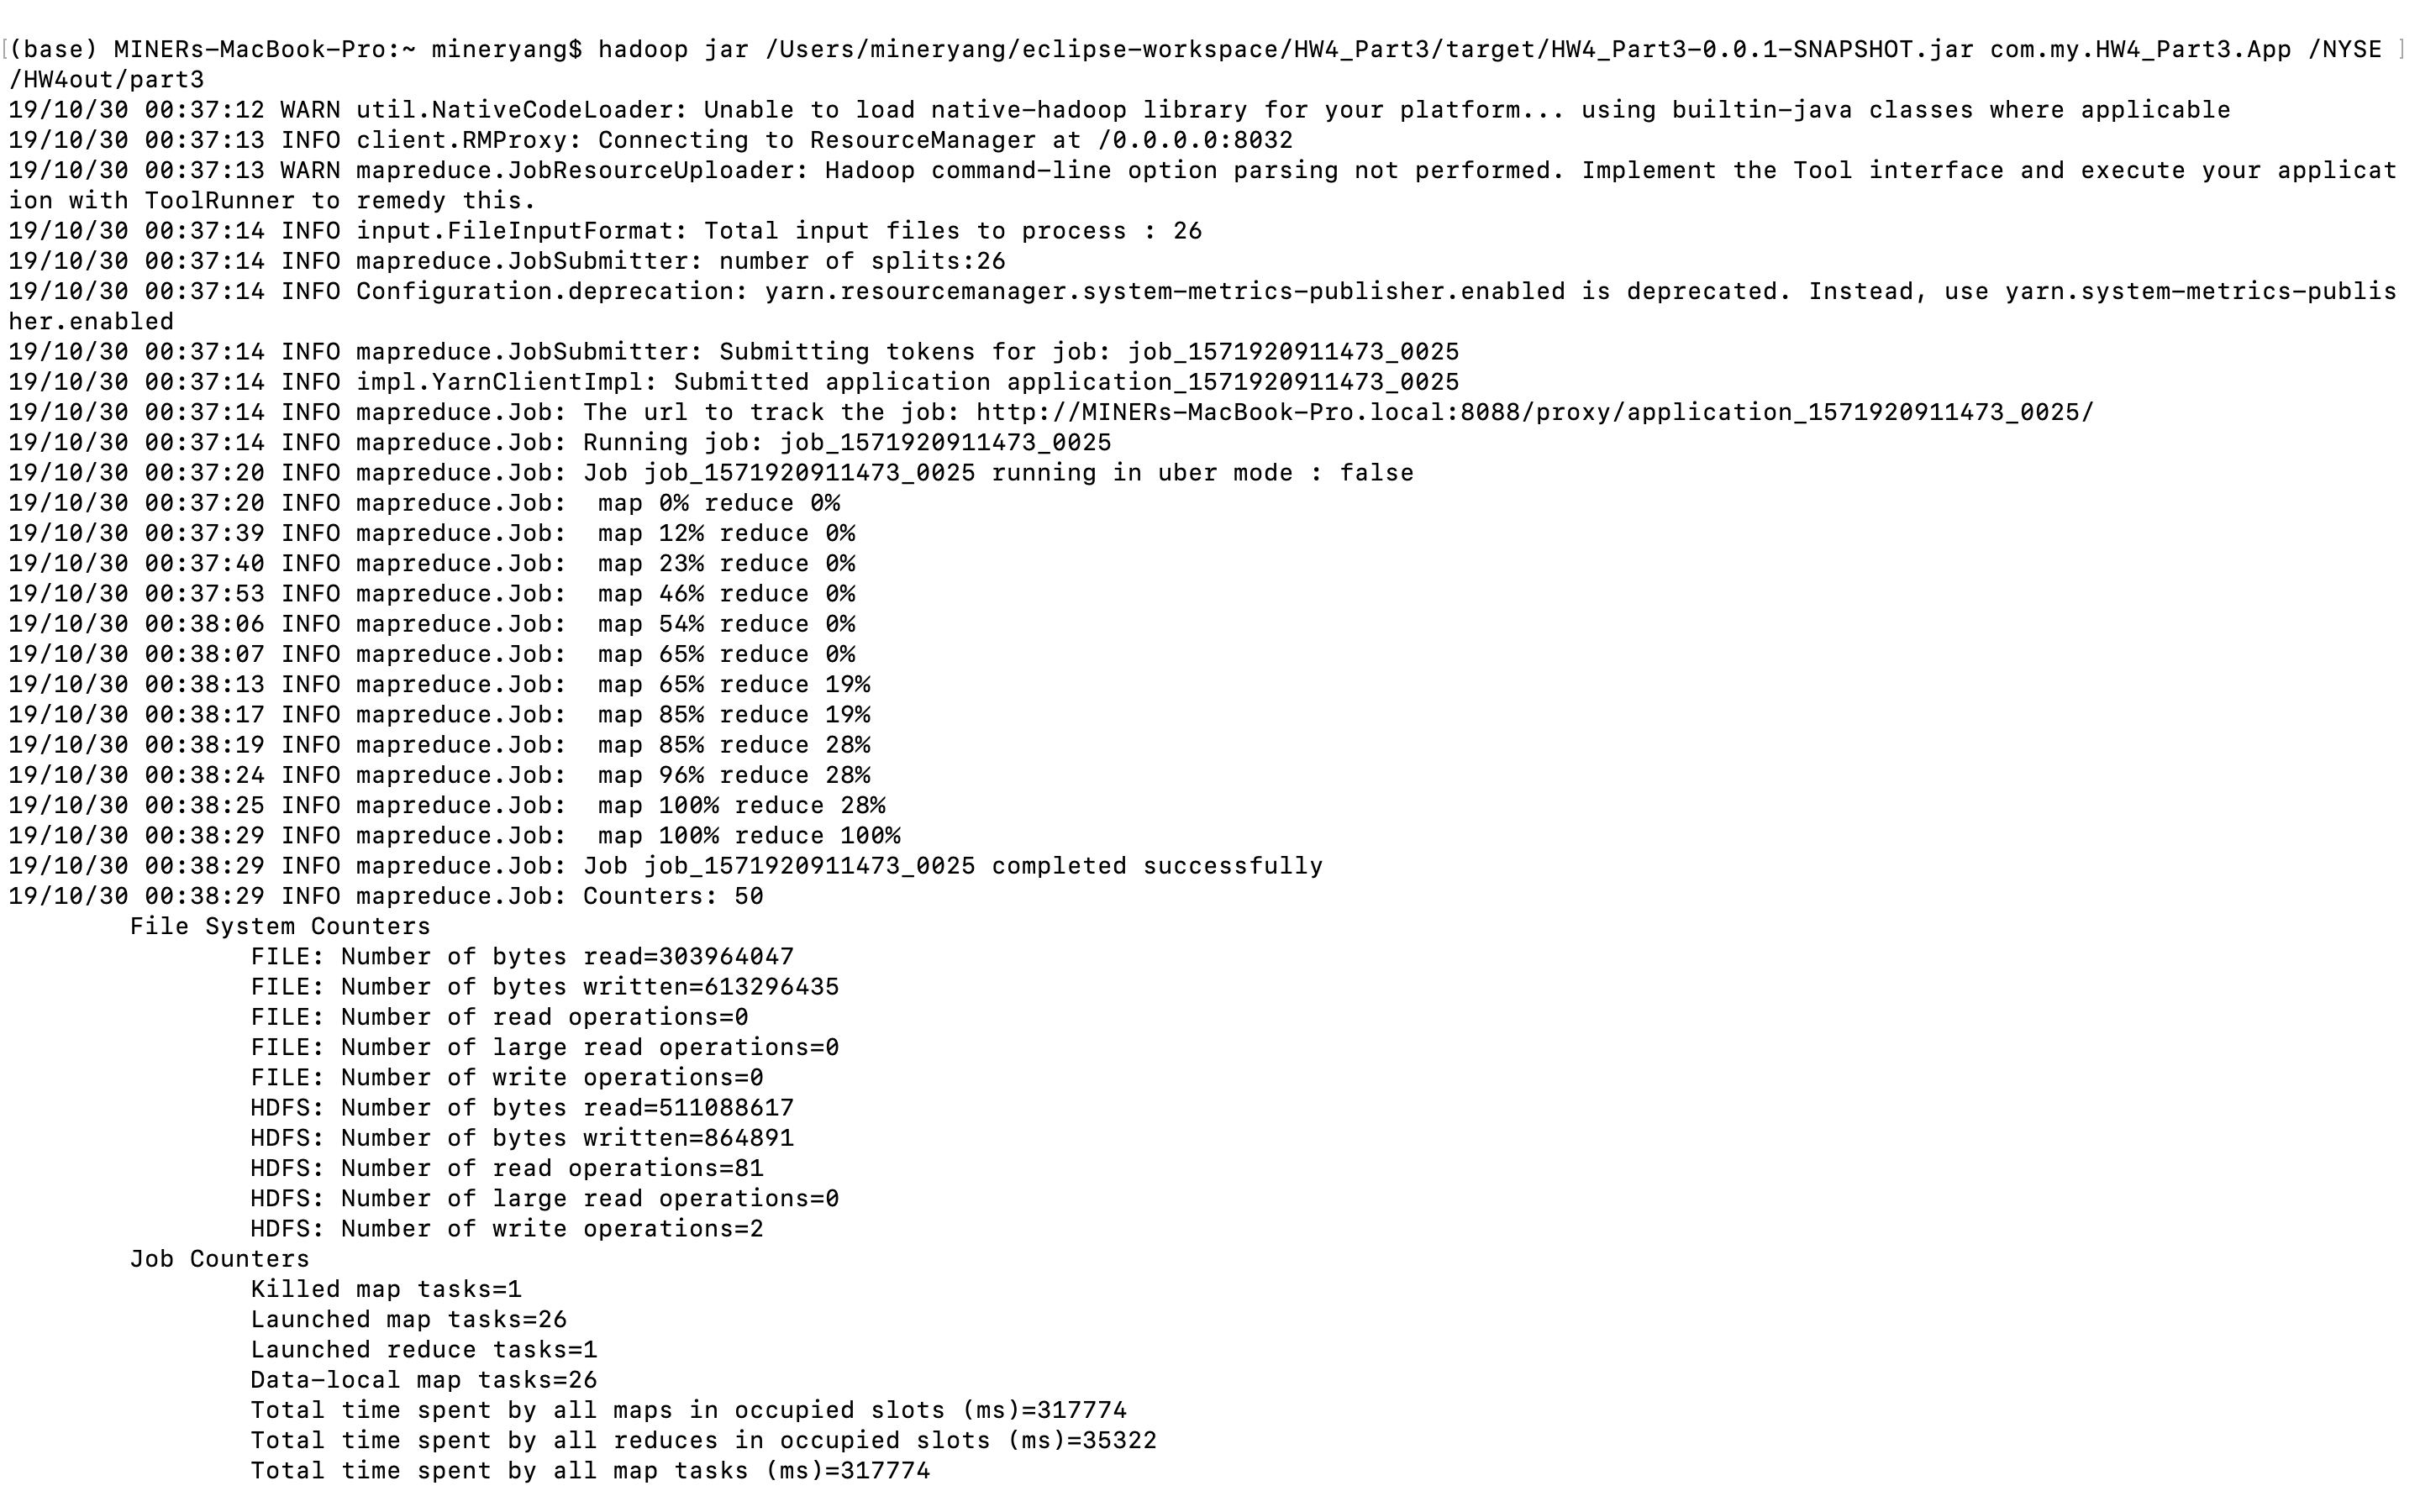 [(base) MINERs-MacBook-Pro:~ mineryang$ hadoop jar /Users/mineryang/eclipse-workspace/HW4_Part3/target/HW4_Part3-0.0.1-SNAPSHOT.jar com.my.HW4_Part3.App /NYSE ]
/HW4out/part3
19/10/30 00:37:12 WARN util.NativeCodeLoader: Unable to load native-hadoop library for your platform... using builtin-java classes where applicable
19/10/30 00:37:13 INFO client.RMProxy: Connecting to ResourceManager at /0.0.0.0:8032
19/10/30 00:37:13 WARN mapreduce.JobResourceUploader: Hadoop command-line option parsing not performed. Implement the Tool interface and execute your applicat
ion with ToolRunner to remedy this.
19/10/30 00:37:14 INFO input.FileInputFormat: Total input files to process : 26
19/10/30 00:37:14 INFO mapreduce.JobSubmitter: number of splits:26
19/10/30 00:37:14 INFO Configuration.deprecation: yarn.resourcemanager.system-metrics-publisher.enabled is deprecated. Instead, use yarn.system-metrics-publis
her.enabled
19/10/30 00:37:14 INFO mapreduce.JobSubmitter: Submitting tokens for job: job_1571920911473_0025
19/10/30 00:37:14 INFO impl.YarnClientImpl: Submitted application application_1571920911473_0025
19/10/30 00:37:14 INFO mapreduce.Job: The url to track the job: http://MINERs-MacBook-Pro.local:8088/proxy/application_1571920911473_0025/
19/10/30 00:37:14 INFO mapreduce.Job: Running job: job_1571920911473_0025
19/10/30 00:37:20 INFO mapreduce.Job: Job job_1571920911473_0025 running in uber mode : false
19/10/30 00:37:20 INFO mapreduce.Job:  map 0% reduce 0%
19/10/30 00:37:39 INFO mapreduce.Job:  map 12% reduce 0%
19/10/30 00:37:40 INFO mapreduce.Job:  map 23% reduce 0%
19/10/30 00:37:53 INFO mapreduce.Job:  map 46% reduce 0%
19/10/30 00:38:06 INFO mapreduce.Job:  map 54% reduce 0%
19/10/30 00:38:07 INFO mapreduce.Job:  map 65% reduce 0%
19/10/30 00:38:13 INFO mapreduce.Job:  map 65% reduce 19%
19/10/30 00:38:17 INFO mapreduce.Job:  map 85% reduce 19%
19/10/30 00:38:19 INFO mapreduce.Job:  map 85% reduce 28%
19/10/30 00:38:24 INFO mapreduce.Job:  map 96% reduce 28%
19/10/30 00:38:25 INFO mapreduce.Job:  map 100% reduce 28%
19/10/30 00:38:29 INFO mapreduce.Job:  map 100% reduce 100%
19/10/30 00:38:29 INFO mapreduce.Job: Job job_1571920911473_0025 completed successfully
19/10/30 00:38:29 INFO mapreduce.Job: Counters: 50
File System Counters
FILE: Number of bytes read=303964047
FILE: Number of bytes written=613296435
FILE: Number of read operations=0
FILE: Number of large read operations=0
FILE: Number of write operations=0
HDFS: Number of bytes read=511088617
HDFS: Number of bytes written=864891
HDFS: Number of read operations=81
HDFS: Number of large read operations=0
HDFS: Number of write operations=2
Job Counters
Killed map tasks=1
Launched map tasks=26
Launched reduce tasks=1
Data-local map tasks=26
Total time spent by all maps in occupied slots (ms)=317774
Total time spent by all reduces in occupied slots (ms)=35322
Total time spent by all map tasks (ms)=317774